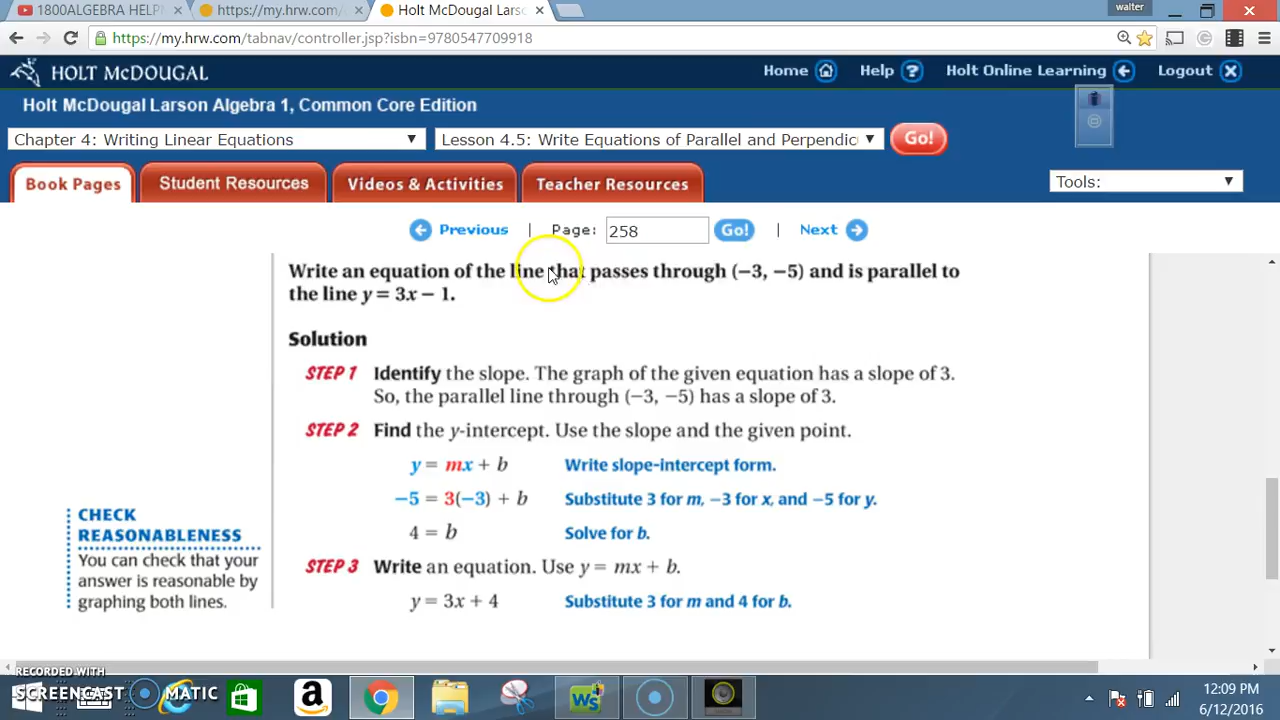 1800ALGEBRA HELP
https://my.hrw.com/
Holt McDougal Lars
walter
https://my.hrw.com/tabnav/controller.jsp?isbn=9780547709918
HOLT McDOUGAL
Home
Help
Holt Online Learning
Logout
Holt McDougal Larson Algebra 1, Common Core Edition
Chapter 4: Writing Linear Equations
Lesson 4.5: Write Equations of Parallel and Perpendic
Go!
Book Pages
Student Resources
Videos & Activities
Teacher Resources
Tools:
Previous | Page: 258 Go! | Next
Write an equation of the line that passes through (−3, −5) and is parallel to
the line y = 3x − 1.
Solution
STEP 1 Identify the slope. The graph of the given equation has a slope of 3.
So, the parallel line through (−3, −5) has a slope of 3.
STEP 2 Find the y-intercept. Use the slope and the given point.
y = mx + b Write slope-intercept form.
−5 = 3(−3) + b Substitute 3 for m, −3 for x, and −5 for y.
4 = b Solve for b.
STEP 3 Write an equation. Use y = mx + b.
y = 3x + 4 Substitute 3 for m and 4 for b.
CHECK
REASONABLENESS
You can check that your
answer is reasonable by
graphing both lines.
RECORDED WITH
SCREENCAST MATIC
12:09 PM
6/12/2016